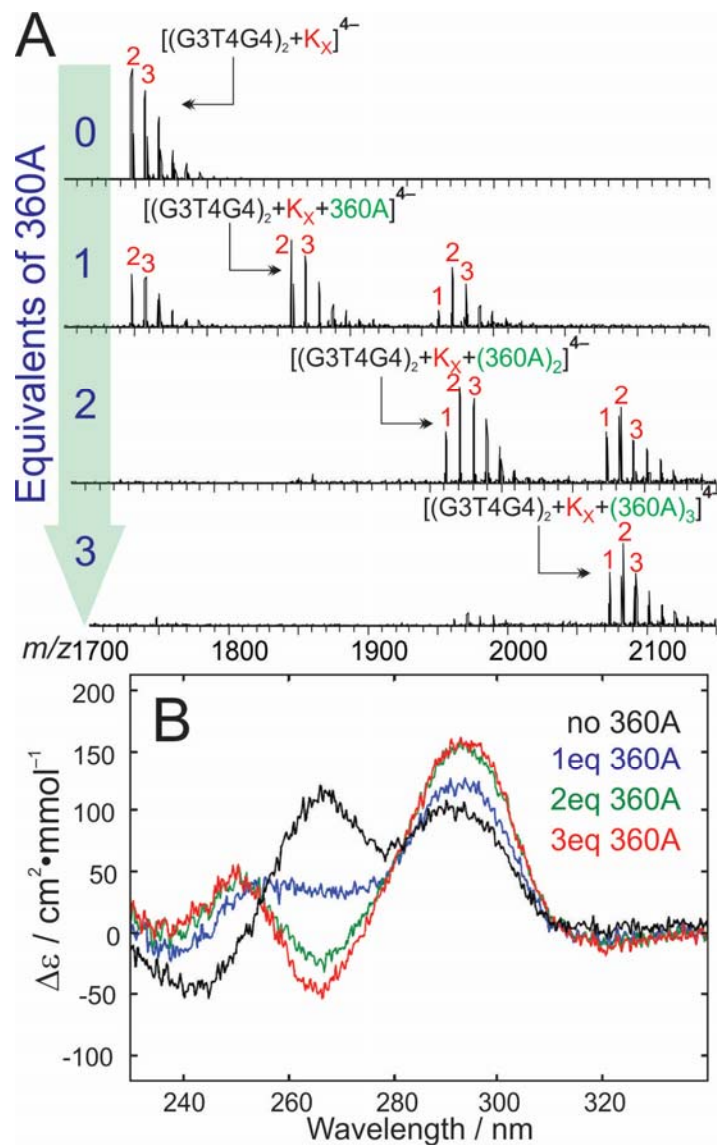 A
[(G3T4G4)₂+Kₓ]⁴⁻
2
3
0
[(G3T4G4)₂+Kₓ+360A]⁴⁻
2
3
2
3
2
1
3
1
[(G3T4G4)₂+Kₓ+(360A)₂]⁴⁻
1
2
3
1
2
3
2
[(G3T4G4)₂+Kₓ+(360A)₃]⁴⁻
1
2
3
3
Equivalents of 360A
m/z 1700 1800 1900 2000 2100
B
no 360A
1eq 360A
2eq 360A
3eq 360A
200
150
100
50
0
-50
-100
Δε / cm²•mmol⁻¹
240 260 280 300 320
Wavelength / nm